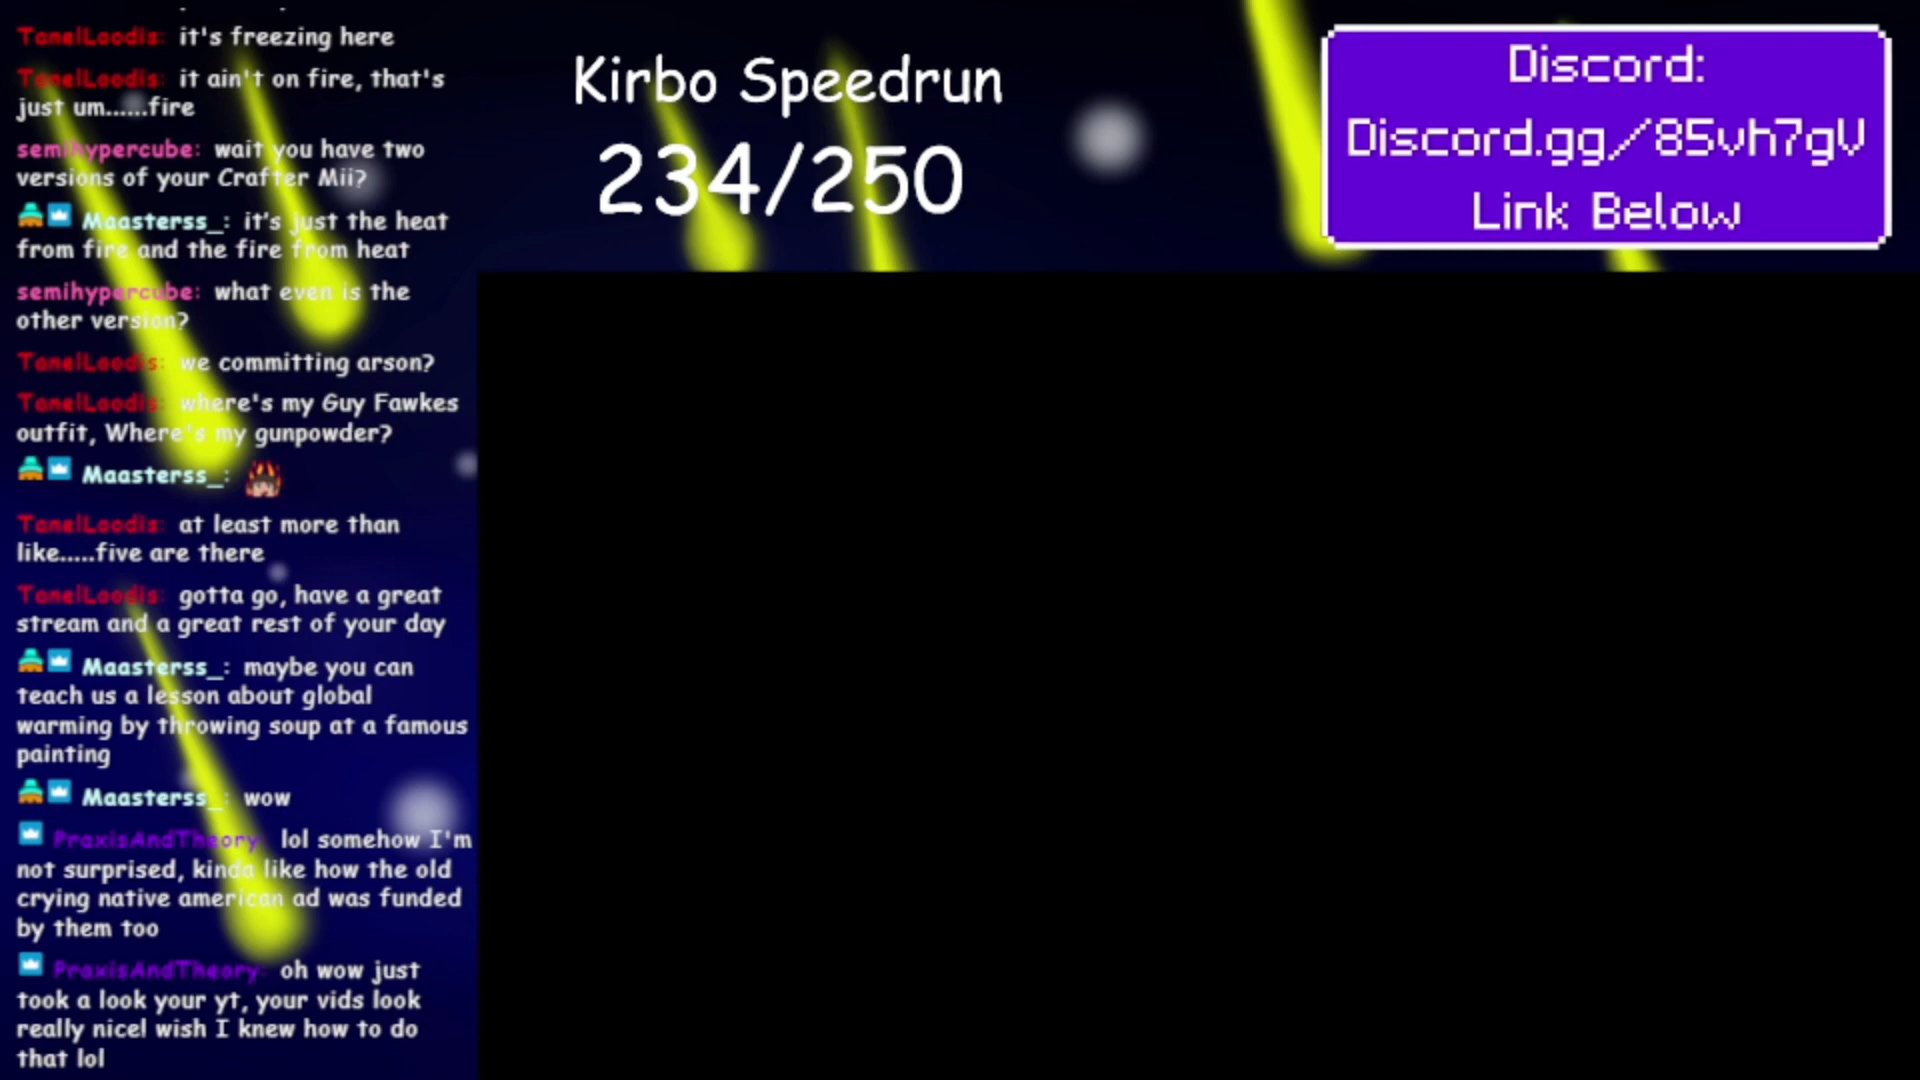 TanelLoodis: it's freezing here
TanelLoodis: it ain't on fire, that's
just um......fire
semihypercube: wait you have two
versions of your Crafter Mii?
Maasterss_: it's just the heat
from fire and the fire from heat
semihypercube: what even is the
other version?
TanelLoodis: we committing arson?
TanelLoodis: where's my Guy Fawkes
outfit, Where's my gunpowder?
Maasterss_:
TanelLoodis: at least more than
like.....five are there
TanelLoodis: gotta go, have a great
stream and a great rest of your day
Maasterss_: maybe you can
teach us a lesson about global
warming by throwing soup at a famous
painting
Maasterss_: wow
PraxisAndTheory: lol somehow I'm
not surprised, kinda like how the old
crying native american ad was funded
by them too
PraxisAndTheory: oh wow just
took a look your yt, your vids look
really nice! wish I knew how to do
that lol
Kirbo Speedrun
234/250
Discord:
Discord.gg/85vh7gV
Link Below